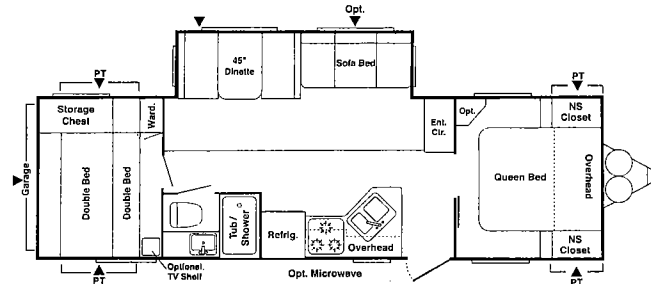 Opt.
45"
Dinette
Sofa Bed
PT
PT
Storage
Chest
Ward.
Ent.
Ctr.
Opt.
NS
Closet
Garage
Double Bed
Double Bed
Queen Bed
Overhead
Tub/
Shower
Refrig.
Overhead
NS
Closet
Optional
TV Shelf
PT
Opt. Microwave
PT